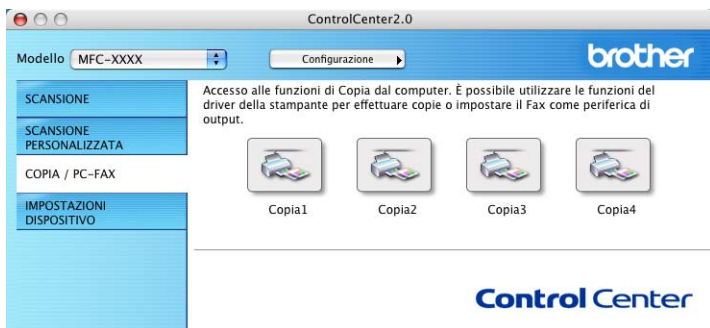 ControlCenter2.0
Modello MFC-XXXX Configurazione brother
SCANSIONE
SCANSIONE
PERSONALIZZATA
COPIA / PC-FAX
IMPOSTAZIONI
DISPOSITIVO
Accesso alle funzioni di Copia dal computer. È possibile utilizzare le funzioni del
driver della stampante per effettuare copie o impostare il Fax come periferica di
output.
Copia1 Copia2 Copia3 Copia4
Control Center